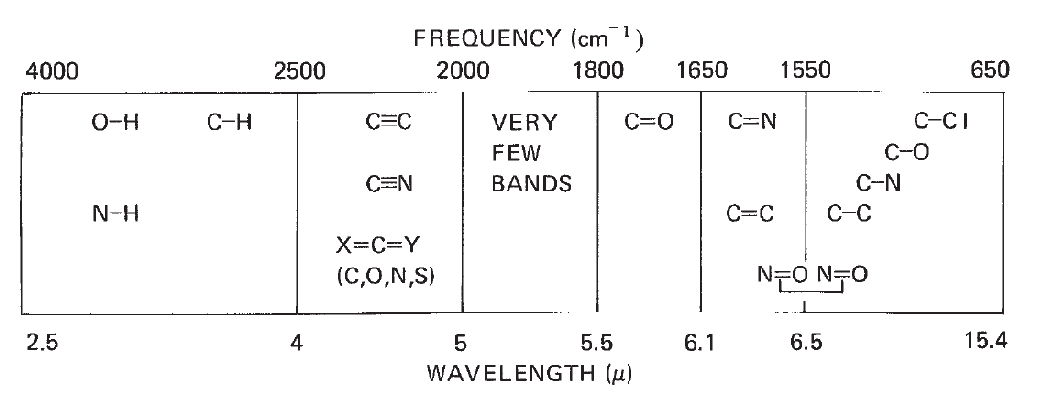 FREQUENCY (cm⁻¹)
4000 2500 2000 1800 1650 1550 650
O–H C–H C≡C VERY C=O C=N C–Cl
FEW C–O
C≡N BANDS C–N
N–H C=C C–C
X=C=Y
(C,O,N,S) N=O N=O
2.5 4 5 5.5 6.1 6.5 15.4
WAVELENGTH (μ)